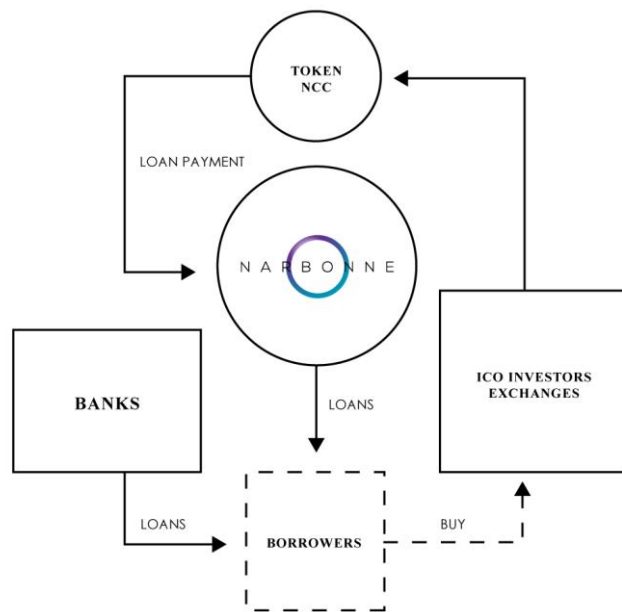 TOKEN
NCC
LOAN PAYMENT
NARBONNE
ICO INVESTORS
EXCHANGES
BANKS
LOANS
LOANS
BORROWERS
BUY